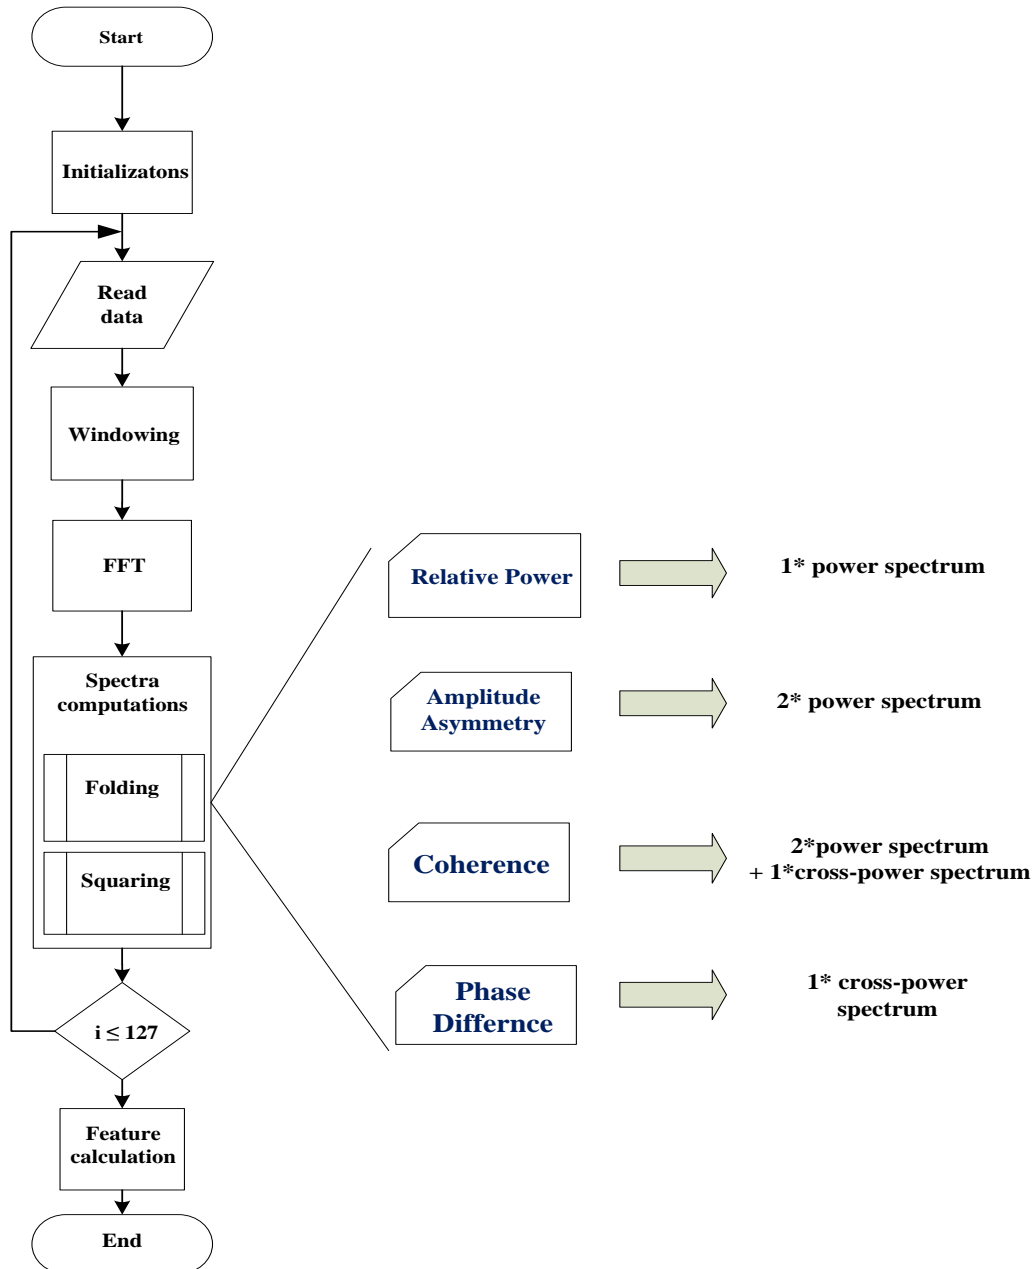 Start
Initializatons
Read
data
Windowing
FFT
Spectra
computations
Folding
Squaring
i ≤ 127
Feature
calculation
End
Relative Power
1* power spectrum
Amplitude
Asymmetry
2* power spectrum
Coherence
2*power spectrum
+ 1*cross-power spectrum
Phase
Differnce
1* cross-power
spectrum